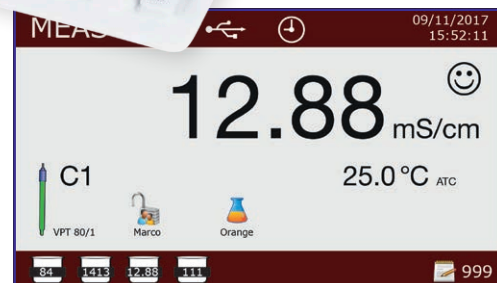 09/11/2017
15:52:11
12.88 mS/cm
C1
25.0 °C ATC
VPT 80/1
Marco
Orange
84
1413
12.88
111
999